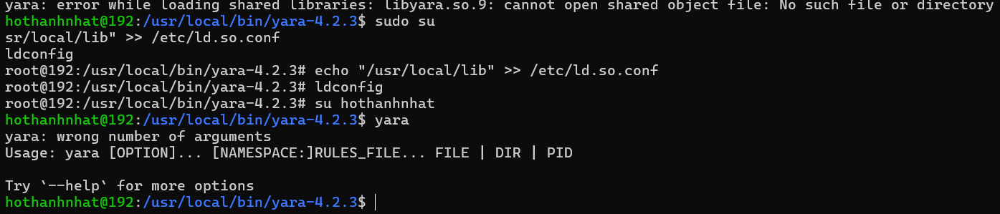 yara: error while loading shared libraries: libyara.so.9: cannot open shared object file: No such file or directory
hothanhnhat@192:/usr/local/bin/yara-4.2.3$ sudo su
sr/local/lib" >> /etc/ld.so.conf
ldconfig
root@192:/usr/local/bin/yara-4.2.3# echo "/usr/local/lib" >> /etc/ld.so.conf
root@192:/usr/local/bin/yara-4.2.3# ldconfig
root@192:/usr/local/bin/yara-4.2.3# su hothanhnhat
hothanhnhat@192:/usr/local/bin/yara-4.2.3$ yara
yara: wrong number of arguments
Usage: yara [OPTION]... [NAMESPACE:]RULES_FILE... FILE | DIR | PID
Try `--help` for more options
hothanhnhat@192:/usr/local/bin/yara-4.2.3$